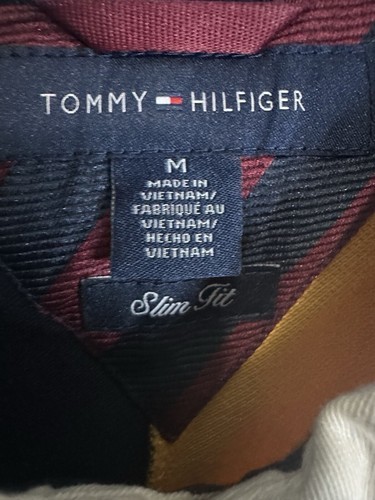 TOMMY HILFIGER
M
MADE IN
VIETNAM/
FABRIQUÉ AU
VIETNAM/
HECHO EN
VIETNAM
Slim Fit